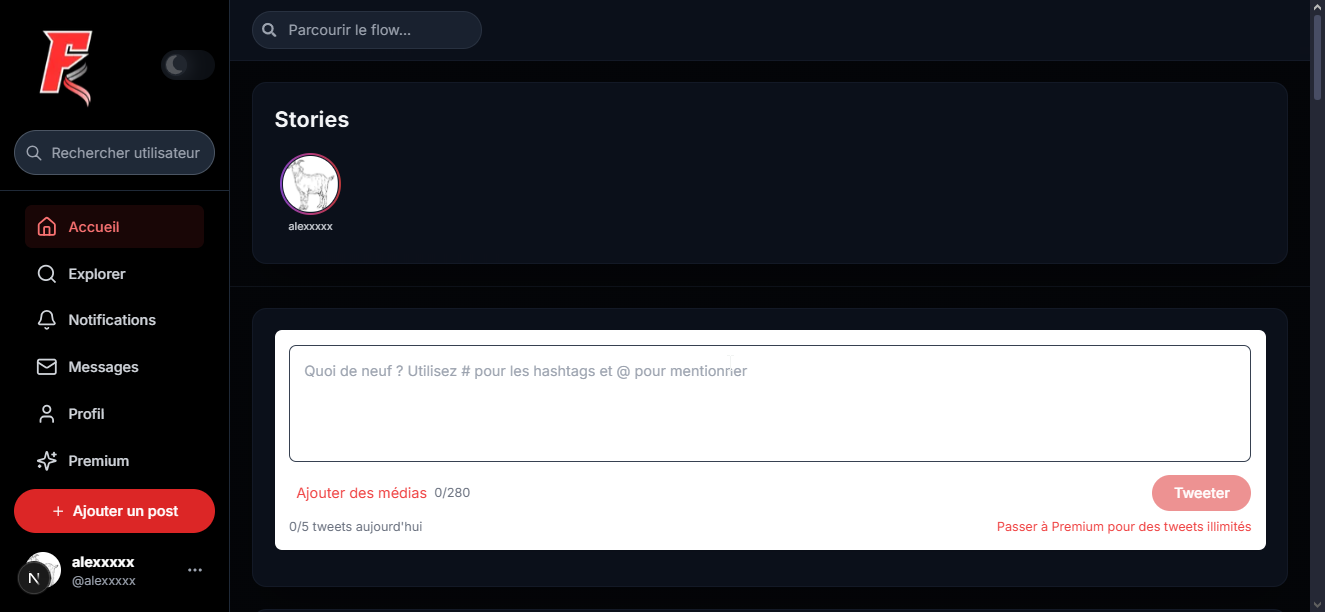 F
Rechercher utilisateur
Accueil
Explorer
Notifications
Messages
Profil
Premium
+ Ajouter un post
N
alexxxxx
@alexxxxx
...
Parcourir le flow...
Stories
alexxxxx
Quoi de neuf ? Utilisez # pour les hashtags et @ pour mentionner
Ajouter des médias 0/280
Tweeter
0/5 tweets aujourd'hui
Passer à Premium pour des tweets illimités